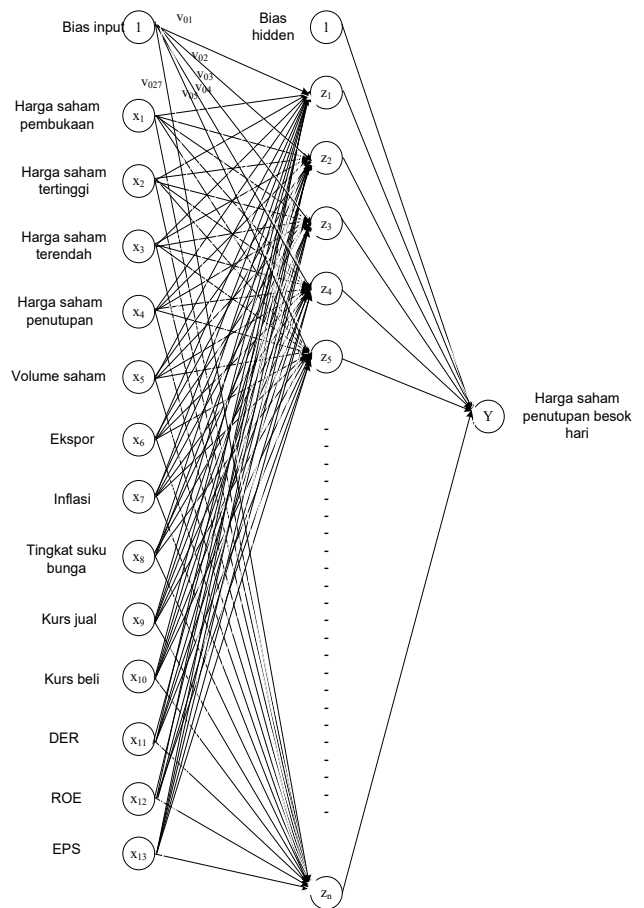 Bias input
1
v01
Bias
hidden
1
v02
v03
v04
v05
v027
z1
Harga saham
pembukaan
x1
z2
Harga saham
tertinggi
x2
z3
Harga saham
terendah
x3
z4
Harga saham
penutupan
x4
z5
Volume saham
x5
Y
Harga saham
penutupan besok
hari
Ekspor
x6
Inflasi
x7
Tingkat suku
bunga
x8
Kurs jual
x9
Kurs beli
x10
DER
x11
ROE
x12
EPS
x13
zn